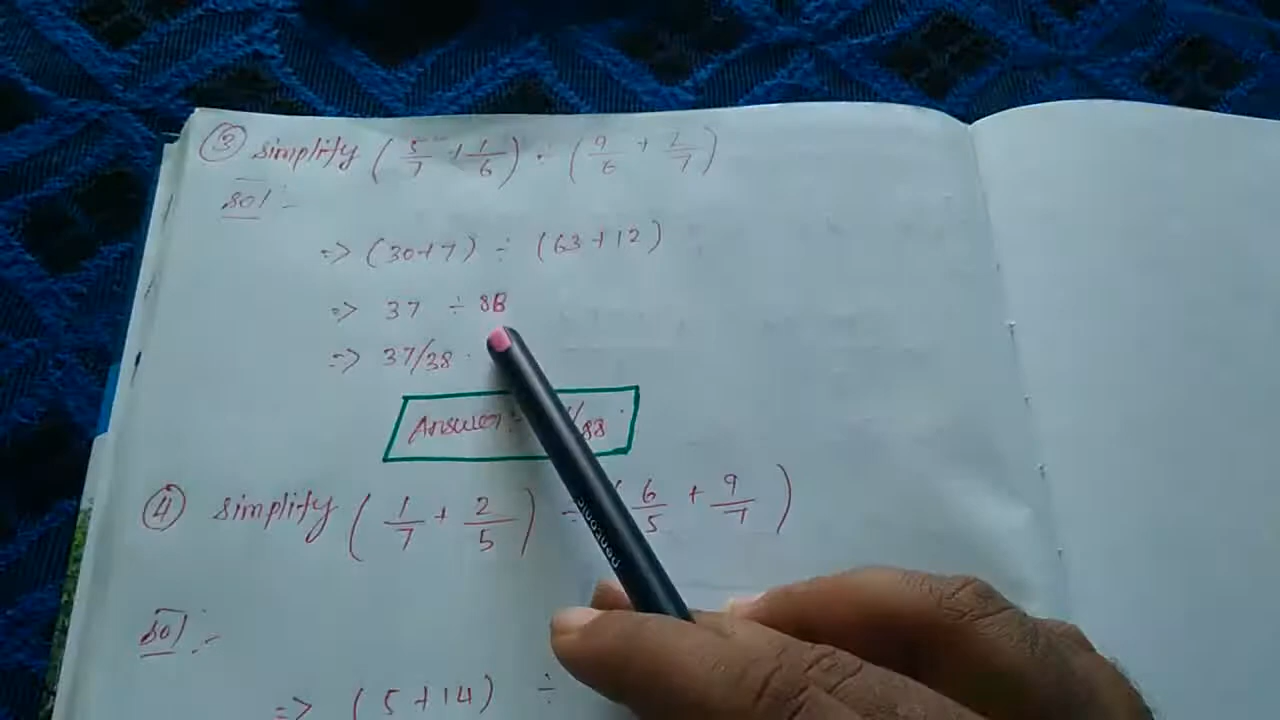 ③ simplify (5/7 + 1/6) ÷ (9/6 + 2/7)
Sol :-
=> (30+7) ÷ (63+12)
=> 37 ÷ 88
=> 37/38
Answer :- /88
④ simplify (1/7 + 2/5) ÷ 6/5 + 9/7)
Sol :-
=> (5+14) ÷